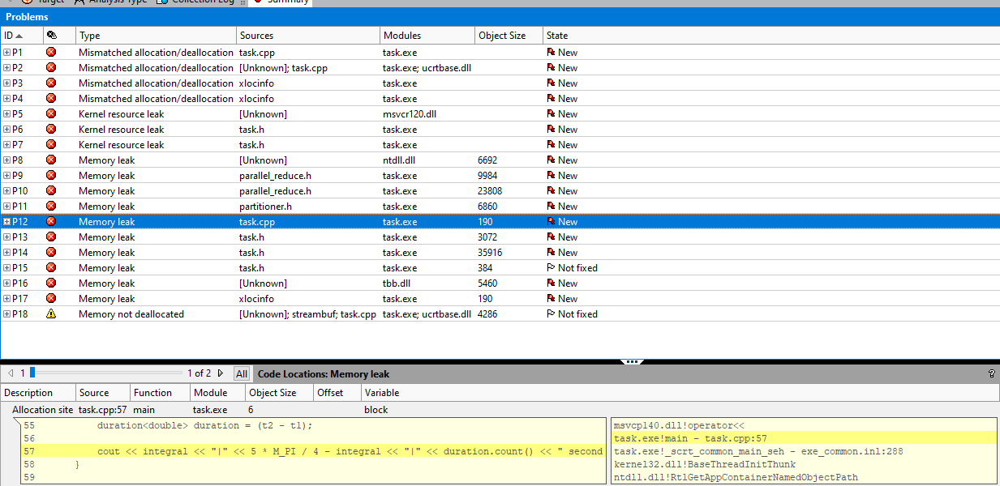 Target Analysis Type Collection Log Summary
Problems
ID Type Sources Modules Object Size State
P1 Mismatched allocation/deallocation task.cpp task.exe New
P2 Mismatched allocation/deallocation [Unknown]; task.cpp task.exe; ucrtbase.dll New
P3 Mismatched allocation/deallocation xlocinfo task.exe New
P4 Mismatched allocation/deallocation xlocinfo task.exe New
P5 Kernel resource leak [Unknown] msvcr120.dll New
P6 Kernel resource leak task.h task.exe New
P7 Kernel resource leak task.h task.exe New
P8 Memory leak [Unknown] ntdll.dll 6692 New
P9 Memory leak parallel_reduce.h task.exe 9984 New
P10 Memory leak parallel_reduce.h task.exe 23808 New
P11 Memory leak partitioner.h task.exe 6860 New
P12 Memory leak task.cpp task.exe 190 New
P13 Memory leak task.h task.exe 3072 New
P14 Memory leak task.h task.exe 35916 New
P15 Memory leak task.h task.exe 384 Not fixed
P16 Memory leak [Unknown] tbb.dll 5460 New
P17 Memory leak xlocinfo task.exe 190 New
P18 Memory not deallocated [Unknown]; streambuf; task.cpp task.exe; ucrtbase.dll 4286 Not fixed
1 1 of 2 All Code Locations: Memory leak ?
Description Source Function Module Object Size Offset Variable
Allocation site task.cpp:57 main task.exe 6 block
55 duration<double> duration = (t2 - t1);
56
57 cout << integral << "|" << 5 * M_PI / 4 - integral << "|" << duration.count() << " second
58 }
59
msvcp140.dll!operator<<
task.exe!main - task.cpp:57
task.exe!_scrt_common_main_seh - exe_common.inl:288
kernel32.dll!BaseThreadInitThunk
ntdll.dll!RtlGetAppContainerNamedObjectPath